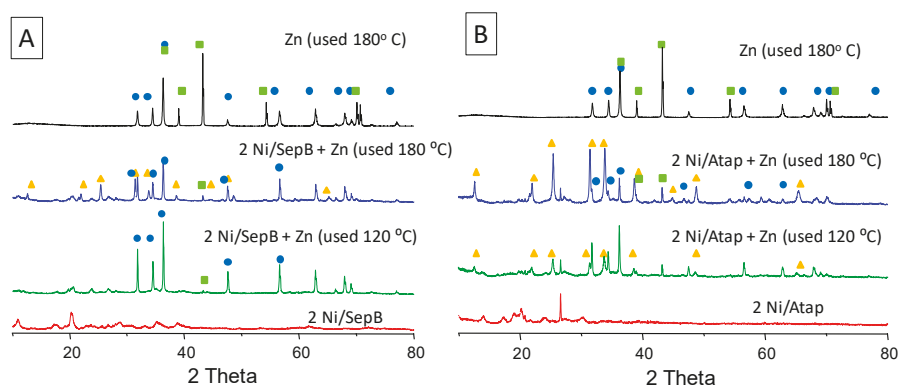 A
Zn (used 180° C)
2 Ni/SepB + Zn (used 180 °C)
2 Ni/SepB + Zn (used 120 °C)
2 Ni/SepB
20 40 60 80
2 Theta
B
Zn (used 180° C)
2 Ni/Atap + Zn (used 180 °C)
2 Ni/Atap + Zn (used 120 °C)
2 Ni/Atap
20 40 60 80
2 Theta